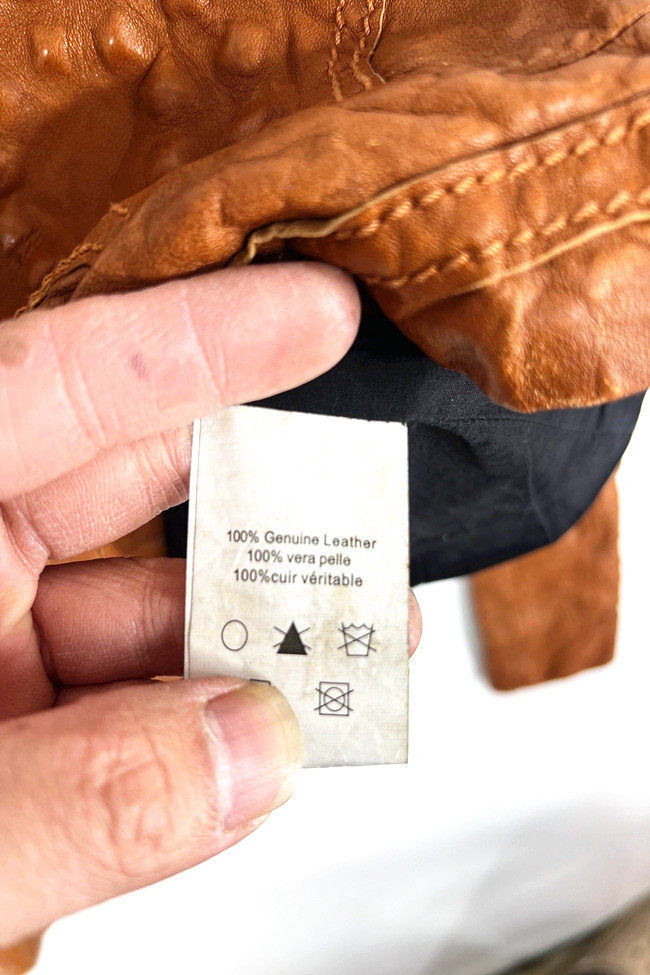 100% Genuine Leather
100% vera pelle
100%cuir véritable